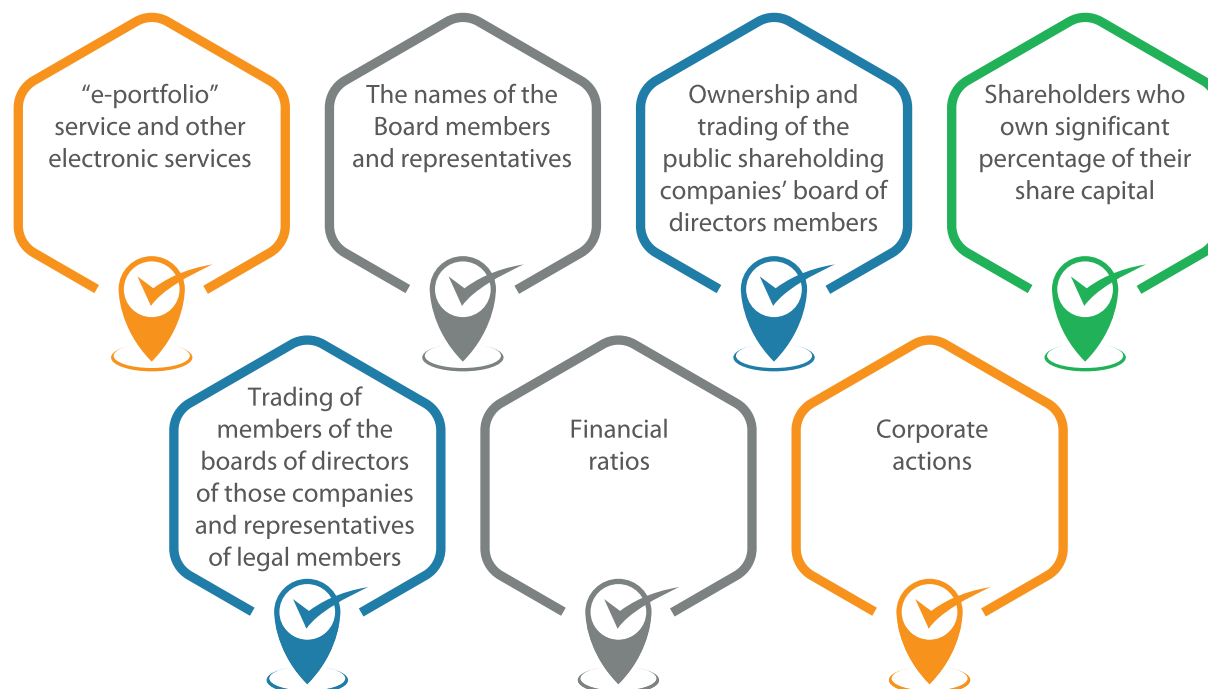 “e-portfolio”
service and other
electronic services
The names of the
Board members
and representatives
Ownership and
trading of the
public shareholding
companies’ board of
directors members
Shareholders who
own significant
percentage of their
share capital
Trading of
members of the
boards of directors
of those companies
and representatives
of legal members
Financial
ratios
Corporate
actions